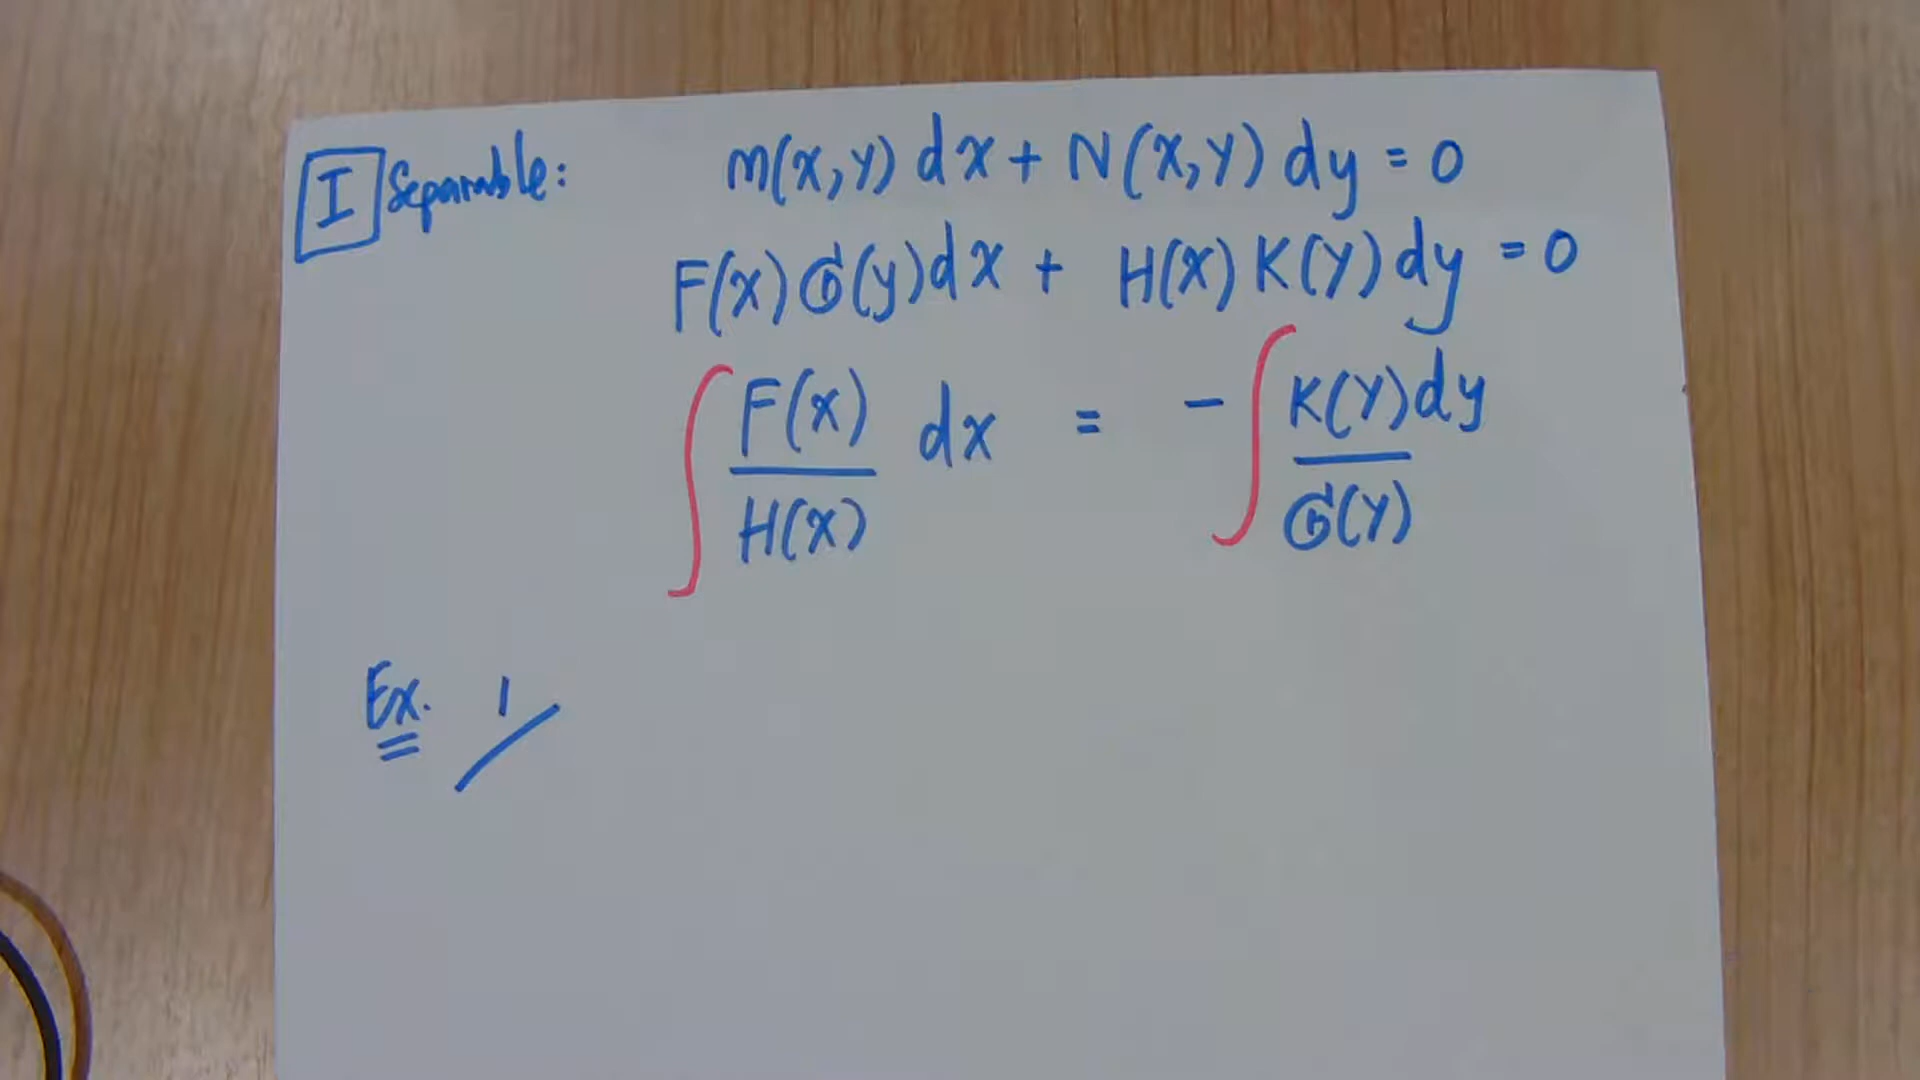 I Separable: M(x,y) dx + N(x,y) dy = 0
F(x) G(y) dx + H(x) K(y) dy = 0
∫ F(x)/H(x) dx = - ∫ K(y)dy/G(y)
Ex. 1